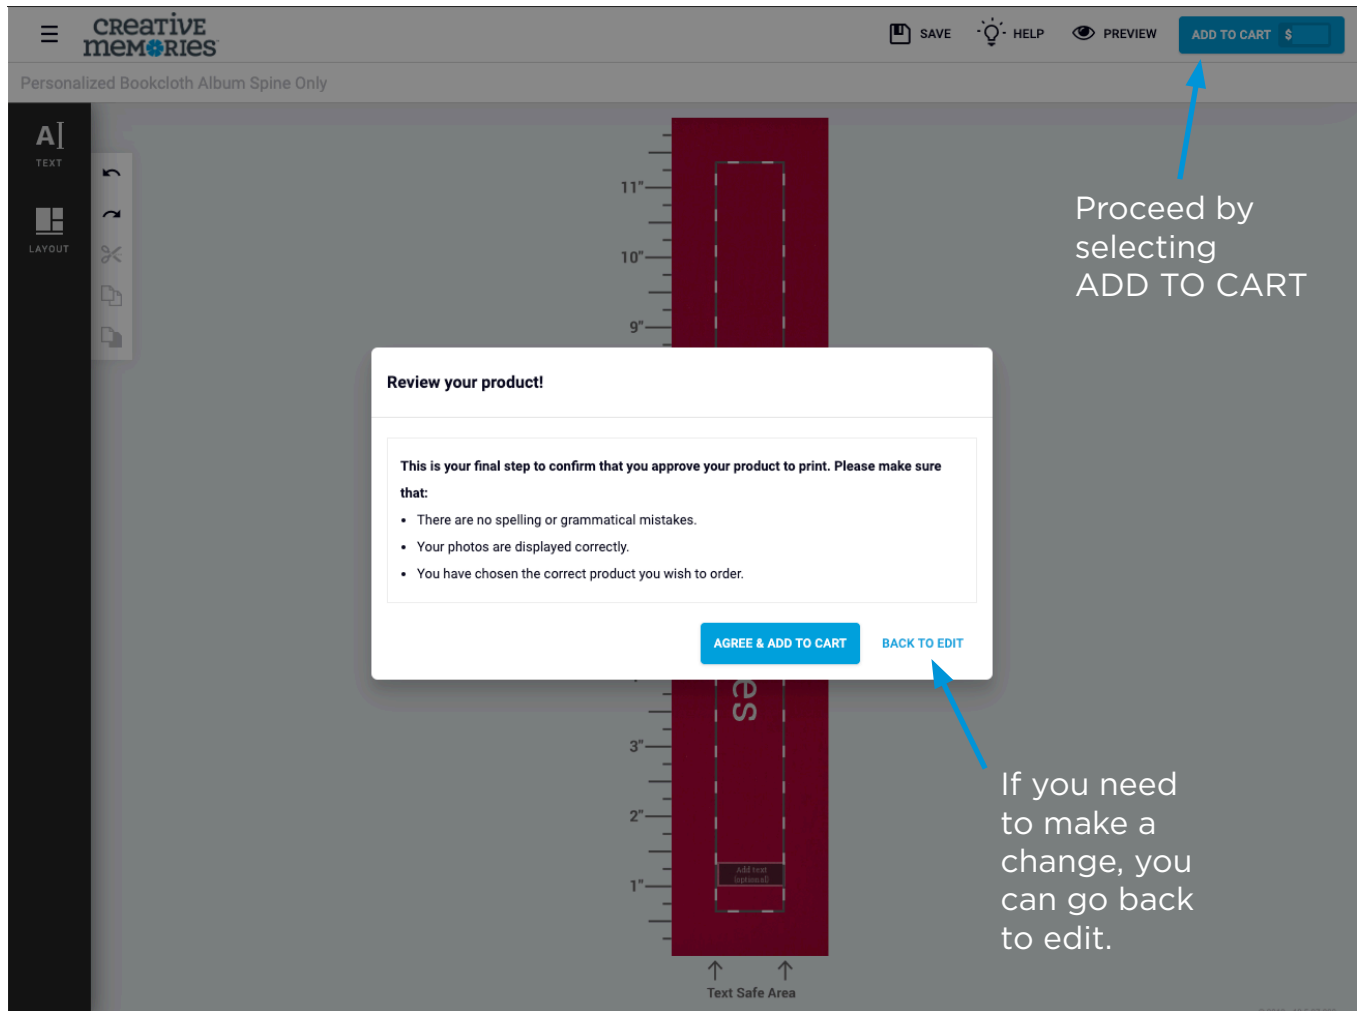 CREATIVE
MEMORIES
SAVE
HELP
PREVIEW
ADD TO CART $
Personalized Bookcloth Album Spine Only
A
TEXT
LAYOUT
Proceed by
selecting
ADD TO CART
11"
10"
9"
Review your product!
This is your final step to confirm that you approve your product to print. Please make sure
that:
• There are no spelling or grammatical mistakes.
• Your photos are displayed correctly.
• You have chosen the correct product you wish to order.
AGREE & ADD TO CART
BACK TO EDIT
es
3"
2"
Add text
(optional)
1"
If you need
to make a
change, you
can go back
to edit.
Text Safe Area